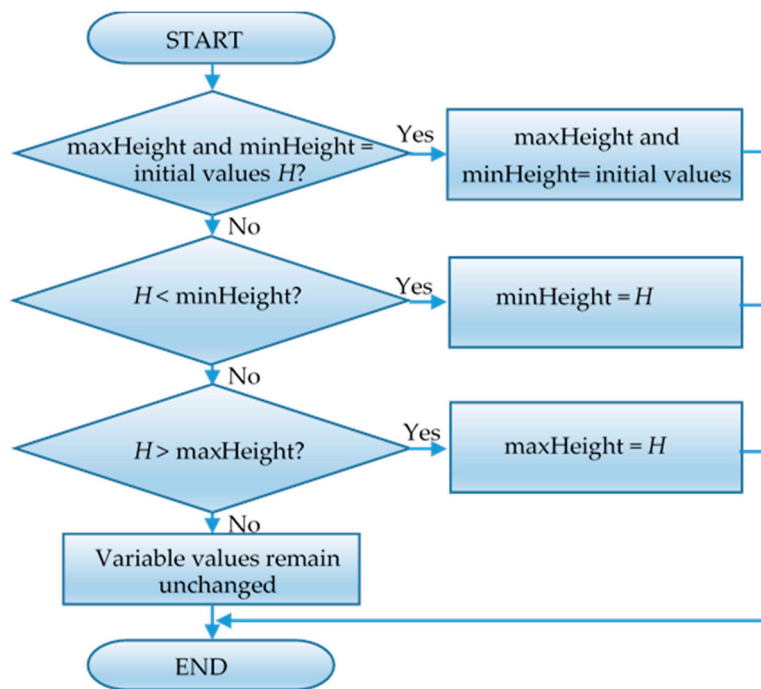 START
maxHeight and minHeight =
initial values H?
Yes
maxHeight and
minHeight= initial values
No
H < minHeight?
Yes
minHeight = H
No
H > maxHeight?
Yes
maxHeight = H
No
Variable values remain
unchanged
END